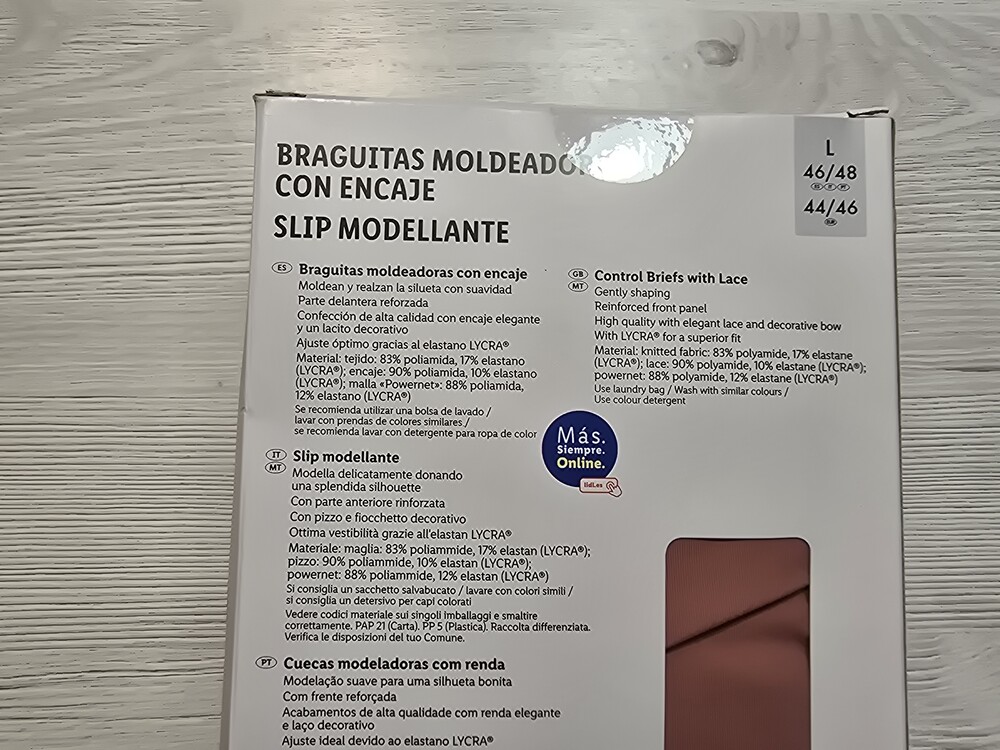 BRAGUITAS MOLDEADO
CON ENCAJE
SLIP MODELLANTE
L
46/48
ES IT PT
44/46
EUR
ES Braguitas moldeadoras con encaje
Moldean y realzan la silueta con suavidad
Parte delantera reforzada
Confección de alta calidad con encaje elegante
y un lacito decorativo
Ajuste óptimo gracias al elastano LYCRA®
Material: tejido: 83% poliamida, 17% elastano
(LYCRA®); encaje: 90% poliamida, 10% elastano
(LYCRA®); malla «Powernet»: 88% poliamida,
12% elastano (LYCRA®)
Se recomienda utilizar una bolsa de lavado /
lavar con prendas de colores similares /
se recomienda lavar con detergente para ropa de color
GB MT Control Briefs with Lace
Gently shaping
Reinforced front panel
High quality with elegant lace and decorative bow
With LYCRA® for a superior fit
Material: knitted fabric: 83% polyamide, 17% elastane
(LYCRA®); lace: 90% polyamide, 10% elastane (LYCRA®);
powernet: 88% polyamide, 12% elastane (LYCRA®)
Use laundry bag / Wash with similar colours /
Use colour detergent
Más.
Siempre.
Online.
lidl.es
IT MT Slip modellante
Modella delicatamente donando
una splendida silhouette
Con parte anteriore rinforzata
Con pizzo e fiocchetto decorativo
Ottima vestibilità grazie all'elastan LYCRA®
Materiale: maglia: 83% poliammide, 17% elastan (LYCRA®);
pizzo: 90% poliammide, 10% elastan (LYCRA®);
powernet: 88% poliammide, 12% elastan (LYCRA®)
Si consiglia un sacchetto salvabucato / lavare con colori simili /
si consiglia un detersivo per capi colorati
Vedere codici materiale sui singoli imballaggi e smaltire
correttamente. PAP 21 (Carta). PP 5 (Plastica). Raccolta differenziata.
Verifica le disposizioni del tuo Comune.
PT Cuecas modeladoras com renda
Modelação suave para uma silhueta bonita
Com frente reforçada
Acabamentos de alta qualidade com renda elegante
e laço decorativo
Ajuste ideal devido ao elastano LYCRA®